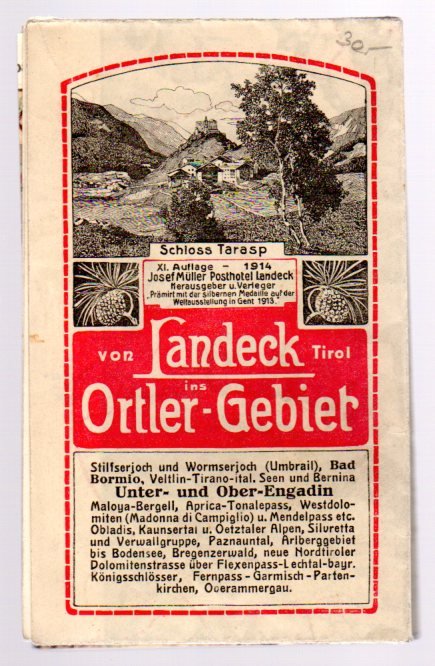 30.-
Schloss Tarasp
XI. Auflage – 1914
Josef Müller Posthotel Landeck
Herausgeber u. Verleger
„Prämirt mit der silbernen Medaille auf der
Weltausstellung in Gent 1913.
von Landeck Tirol
ins
Ortler-Gebiet
Stilfserjoch und Wormserjoch (Umbrail), Bad
Bormio, Veltlin-Tirano-ital. Seen und Bernina
Unter- und Ober-Engadin
Maloya-Bergell, Aprica-Tonalepass, Westdolo-
miten (Madonna di Campiglio) u. Mendelpass etc.
Obladis, Kaunsertal u. Oetztaler Alpen, Silvretta
und Verwallgruppe, Paznauntal, Arlberggebiet
bis Bodensee, Bregenzerwald, neue Nordtiroler
Dolomitenstrasse über Flexenpass-Lechtal-bayr.
Königsschlösser, Fernpass - Garmisch - Parten-
kirchen, Oberammergau.